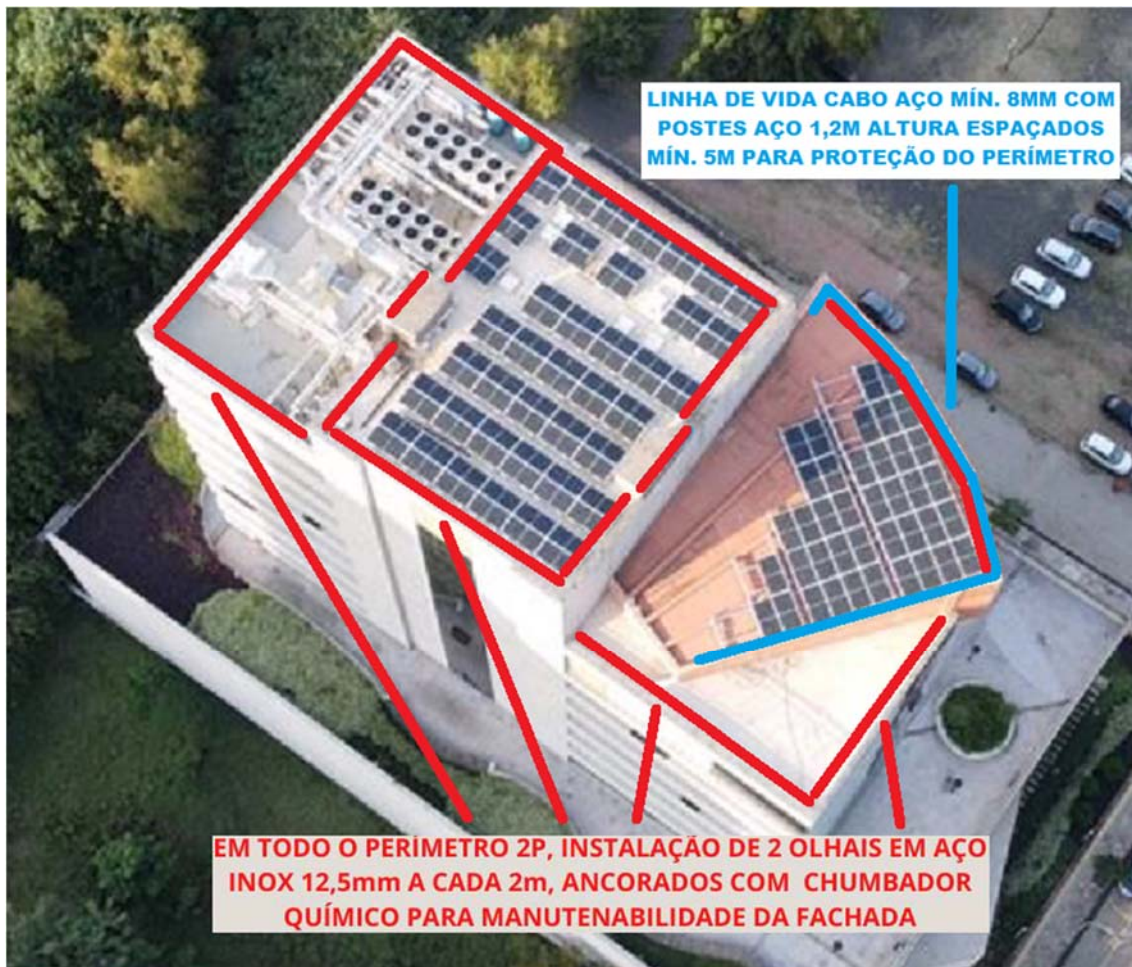 LINHA DE VIDA CABO AÇO MÍN. 8MM COM
POSTES AÇO 1,2M ALTURA ESPAÇADOS
MÍN. 5M PARA PROTEÇÃO DO PERÍMETRO
EM TODO O PERÍMETRO 2P, INSTALAÇÃO DE 2 OLHAIS EM AÇO
INOX 12,5mm A CADA 2m, ANCORADOS COM CHUMBADOR
QUÍMICO PARA MANUTENABILIDADE DA FACHADA